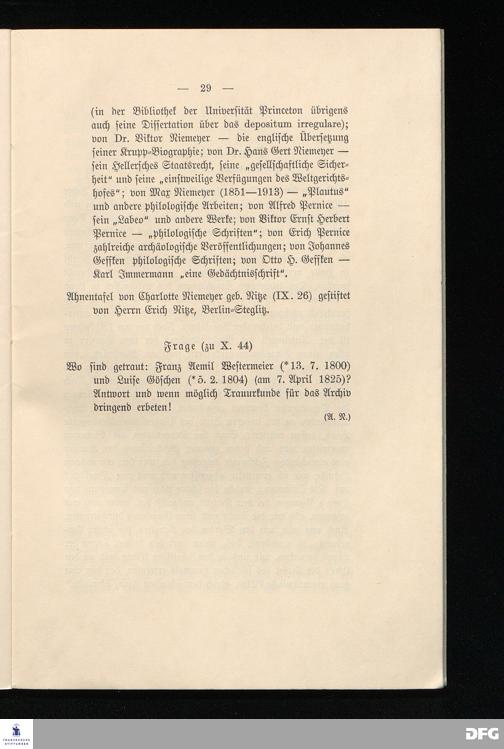 — 29 —
(in der Bibliothek der Universität Princeton übrigens
auch seine Dissertation über das depositum irregulare);
von Dr. Viktor Niemeyer — die englische Übersetzung
seiner Krupp-Biographie; von Dr. Hans Gert Niemeyer —
sein Hellersches Staatsrecht, seine „gesellschaftliche Sicher-
heit“ und seine „einstweilige Verfügungen des Weltgerichts-
hofes“; von Max Niemeyer (1851—1913) — „Plautus“
und andere philologische Arbeiten; von Alfred Pernice —
sein „Labeo“ und andere Werke; von Viktor Ernst Herbert
Pernice — „philologische Schriften“; von Erich Pernice
zahlreiche archäologische Veröffentlichungen; von Johannes
Geffken philologische Schriften; von Otto H. Geffken —
Karl Immermann „eine Gedächtnisschrift“.
Ahnentafel von Charlotte Niemeyer geb. Nitze (IX. 26) gestiftet
von Herrn Erich Nitze, Berlin-Steglitz.
Frage (zu X. 44)
Wo sind getraut: Franz Aemil Westermeier (*13. 7. 1800)
und Luise Göschen (*5. 2. 1804) (am 7. April 1825)?
Antwort und wenn möglich Trauurkunde für das Archiv
dringend erbeten!
(A. N.)
FRANCKESCHE
STIFTUNGEN
DFG